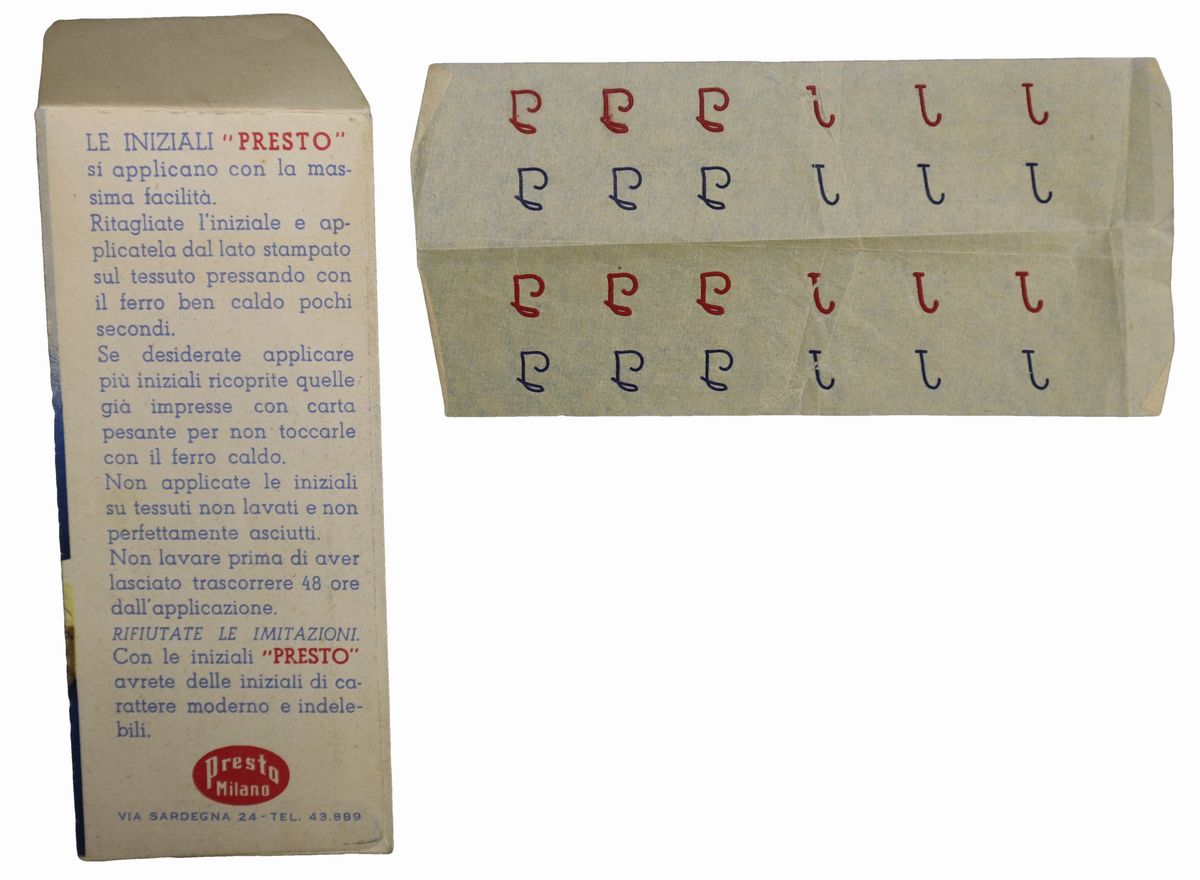 LE INIZIALI "PRESTO"
si applicano con la mas-
sima facilità.
Ritagliate l'iniziale e ap-
plicatela dal lato stampato
sul tessuto pressando con
il ferro ben caldo pochi
secondi.
Se desiderate applicare
più iniziali ricoprite quelle
già impresse con carta
pesante per non toccarle
con il ferro caldo.
Non applicate le iniziali
su tessuti non lavati e non
perfettamente asciutti.
Non lavare prima di aver
lasciato trascorrere 48 ore
dall'applicazione.
RIFIUTATE LE IMITAZIONI.
Con le iniziali "PRESTO"
avrete delle iniziali di ca-
rattere moderno e indele-
bili.
Presto
Milano
VIA SARDEGNA 24 - TEL. 43.889